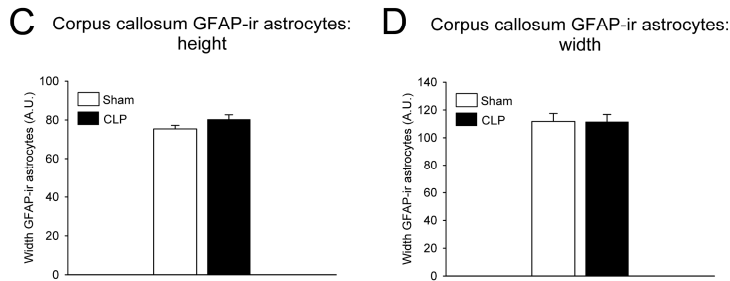 C Corpus callosum GFAP-ir astrocytes:
height
Width GFAP-ir astrocytes (A.U.)
100
80
60
40
20
0
Sham
CLP
D Corpus callosum GFAP-ir astrocytes:
width
Width GFAP-ir astrocytes (A.U.)
140
120
100
80
60
40
20
0
Sham
CLP